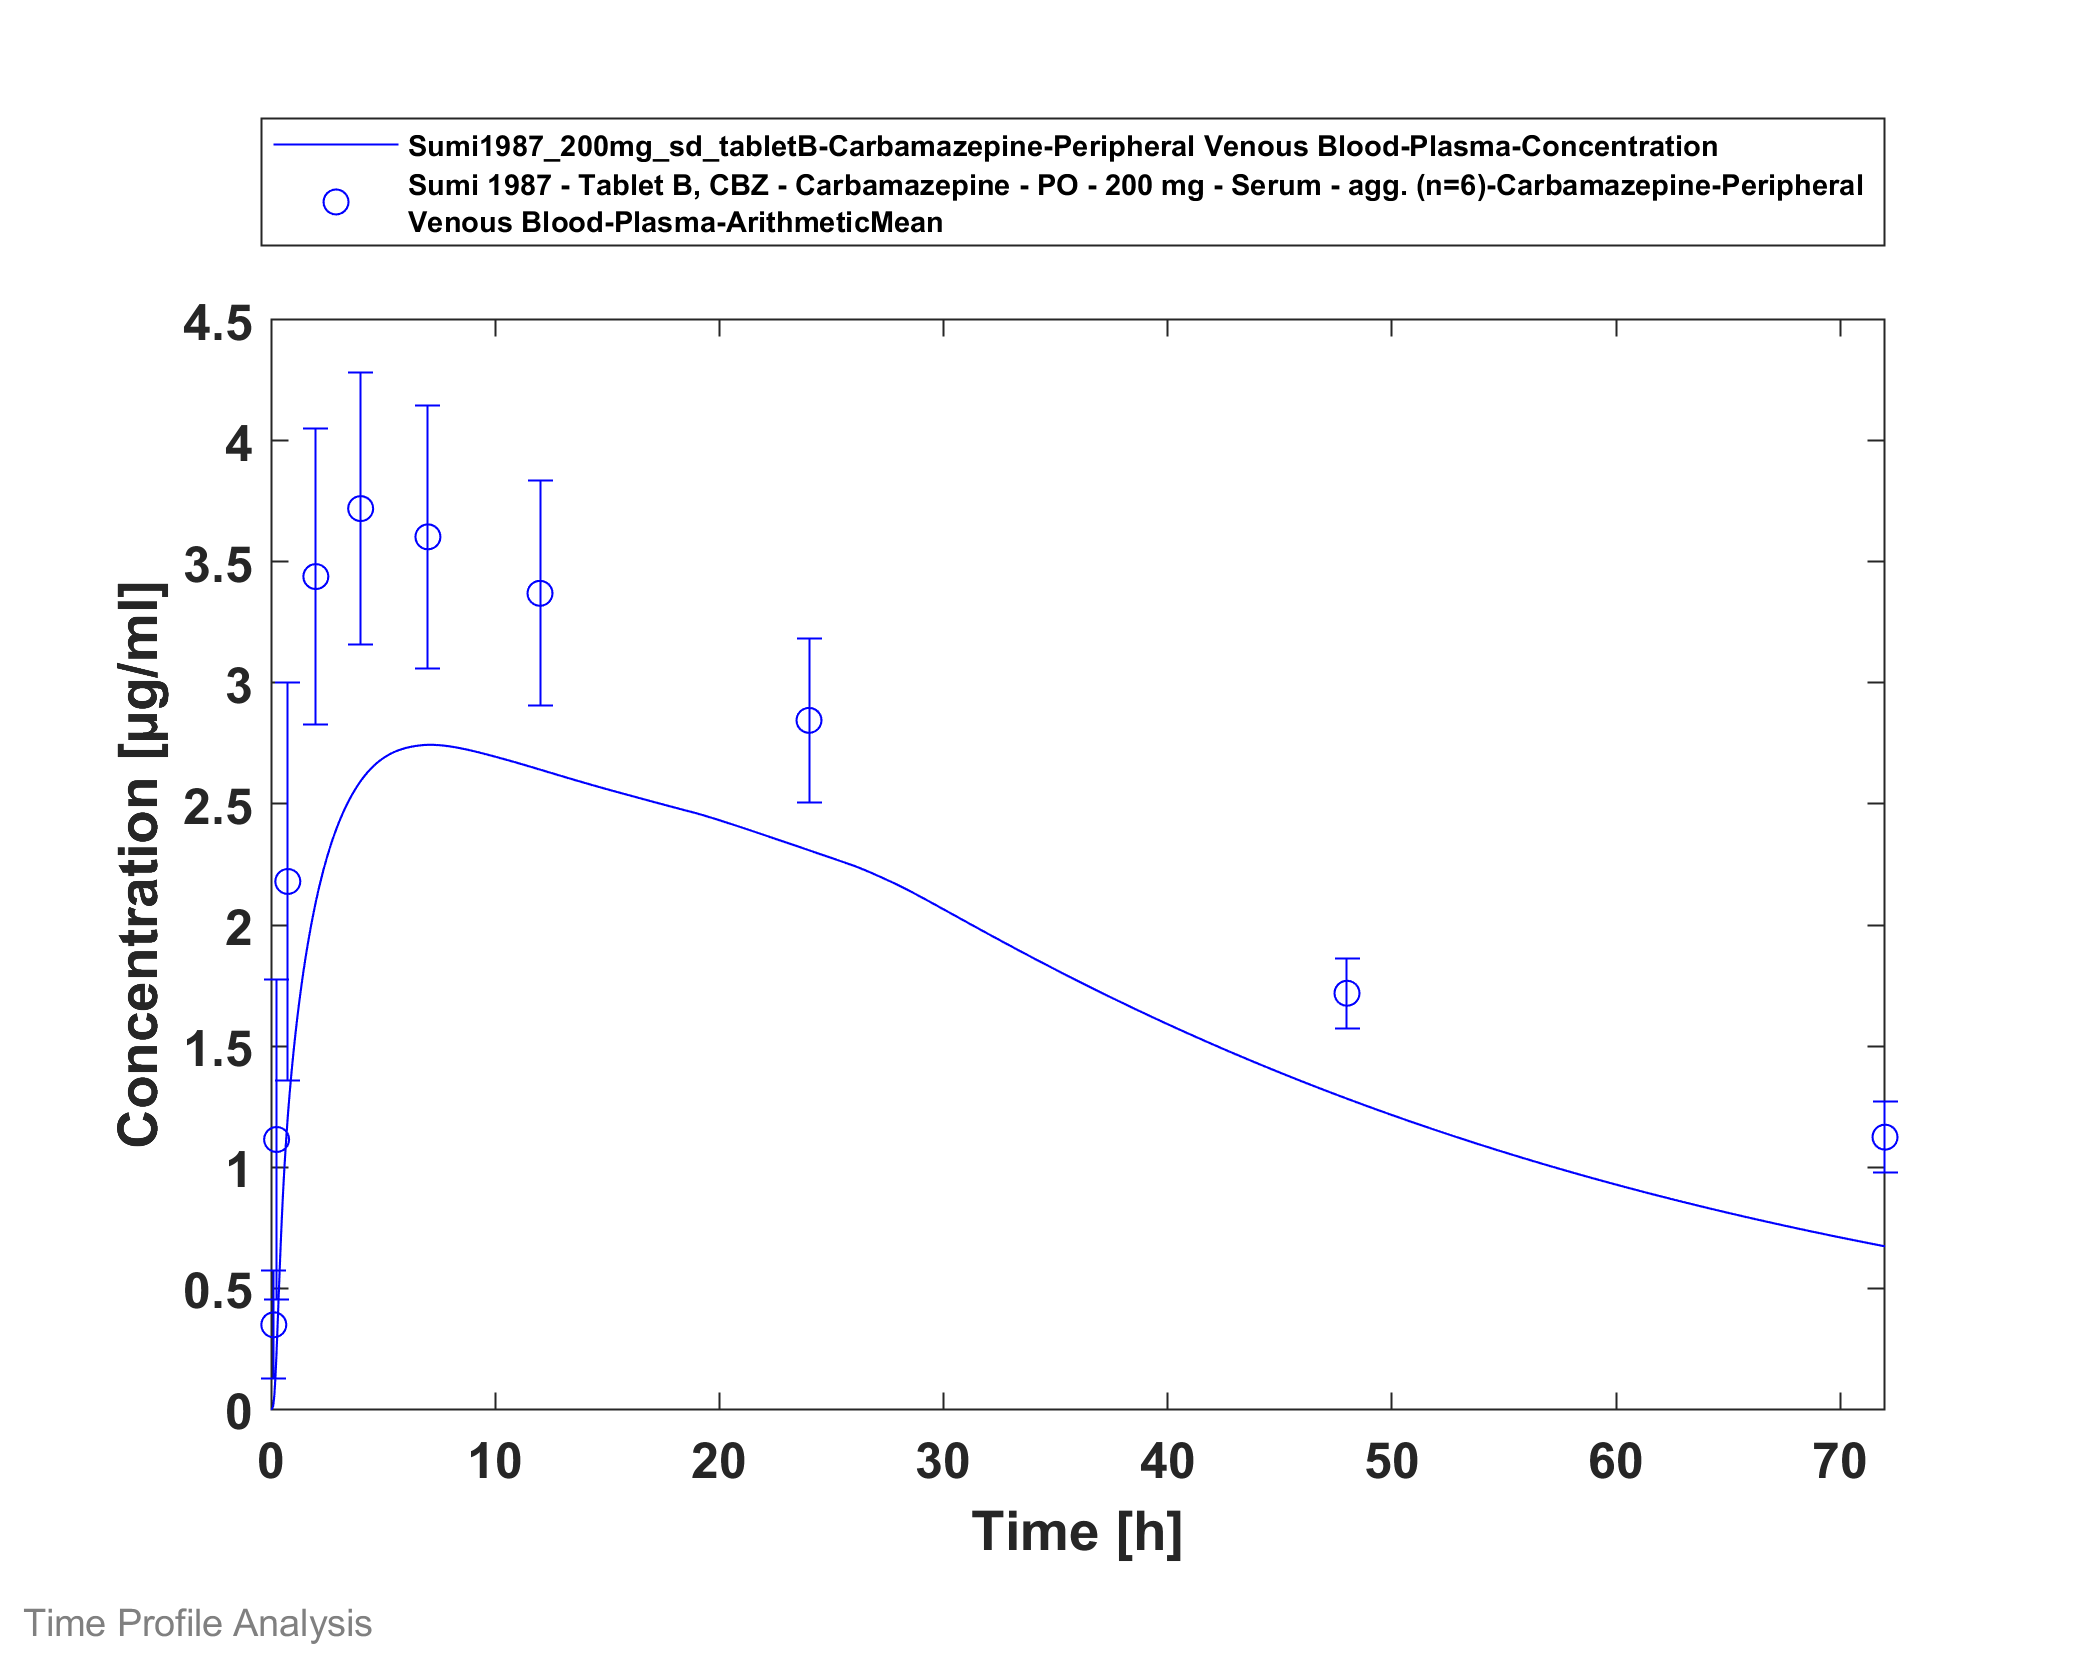 Sumi1987_200mg_sd_tabletB-Carbamazepine-Peripheral Venous Blood-Plasma-Concentration
Sumi 1987 - Tablet B, CBZ - Carbamazepine - PO - 200 mg - Serum - agg. (n=6)-Carbamazepine-Peripheral
Venous Blood-Plasma-ArithmeticMean
4.5
4
3.5
3
2.5
2
1.5
1
0.5
0
Concentration [µg/ml]
0 10 20 30 40 50 60 70
Time [h]
Time Profile Analysis